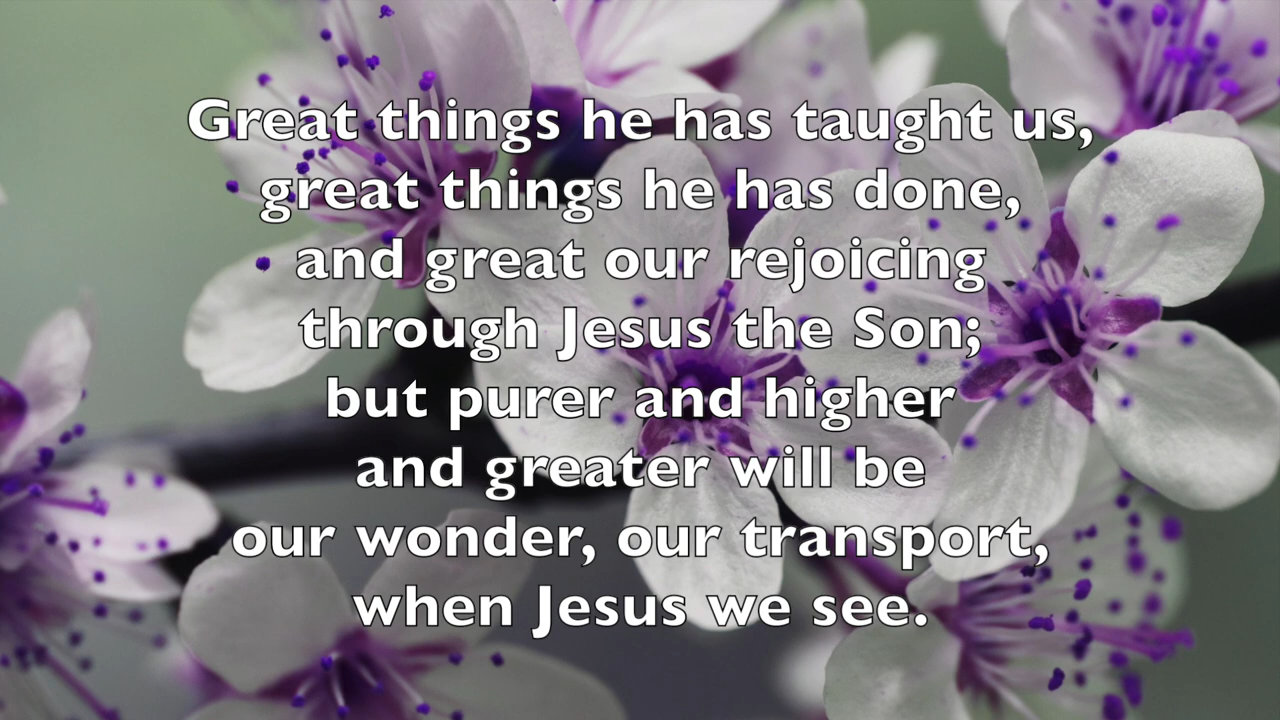 Great things he has taught us,
great things he has done,
and great our rejoicing
through Jesus the Son;
but purer and higher
and greater will be
our wonder, our transport,
when Jesus we see.